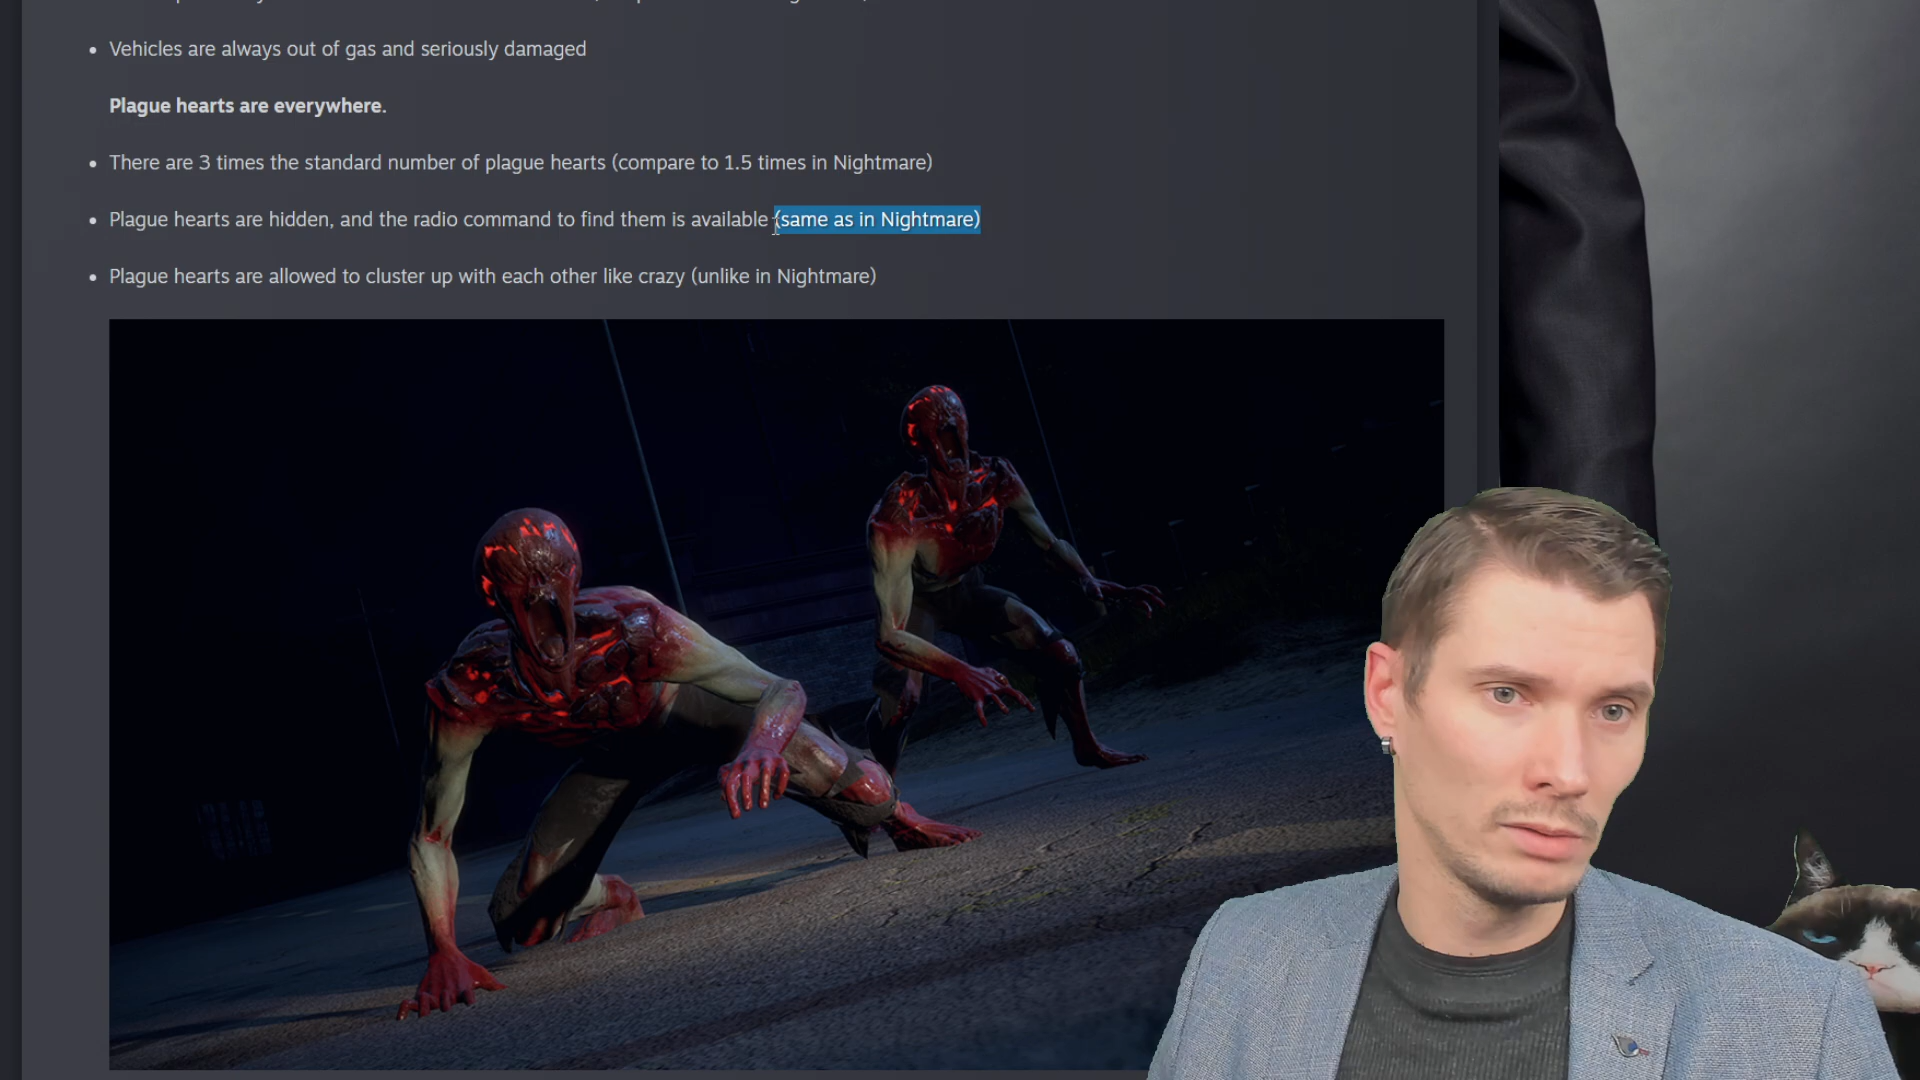 Vehicles are always out of gas and seriously damaged
Plague hearts are everywhere.
There are 3 times the standard number of plague hearts (compare to 1.5 times in Nightmare)
Plague hearts are hidden, and the radio command to find them is available (same as in Nightmare)
Plague hearts are allowed to cluster up with each other like crazy (unlike in Nightmare)